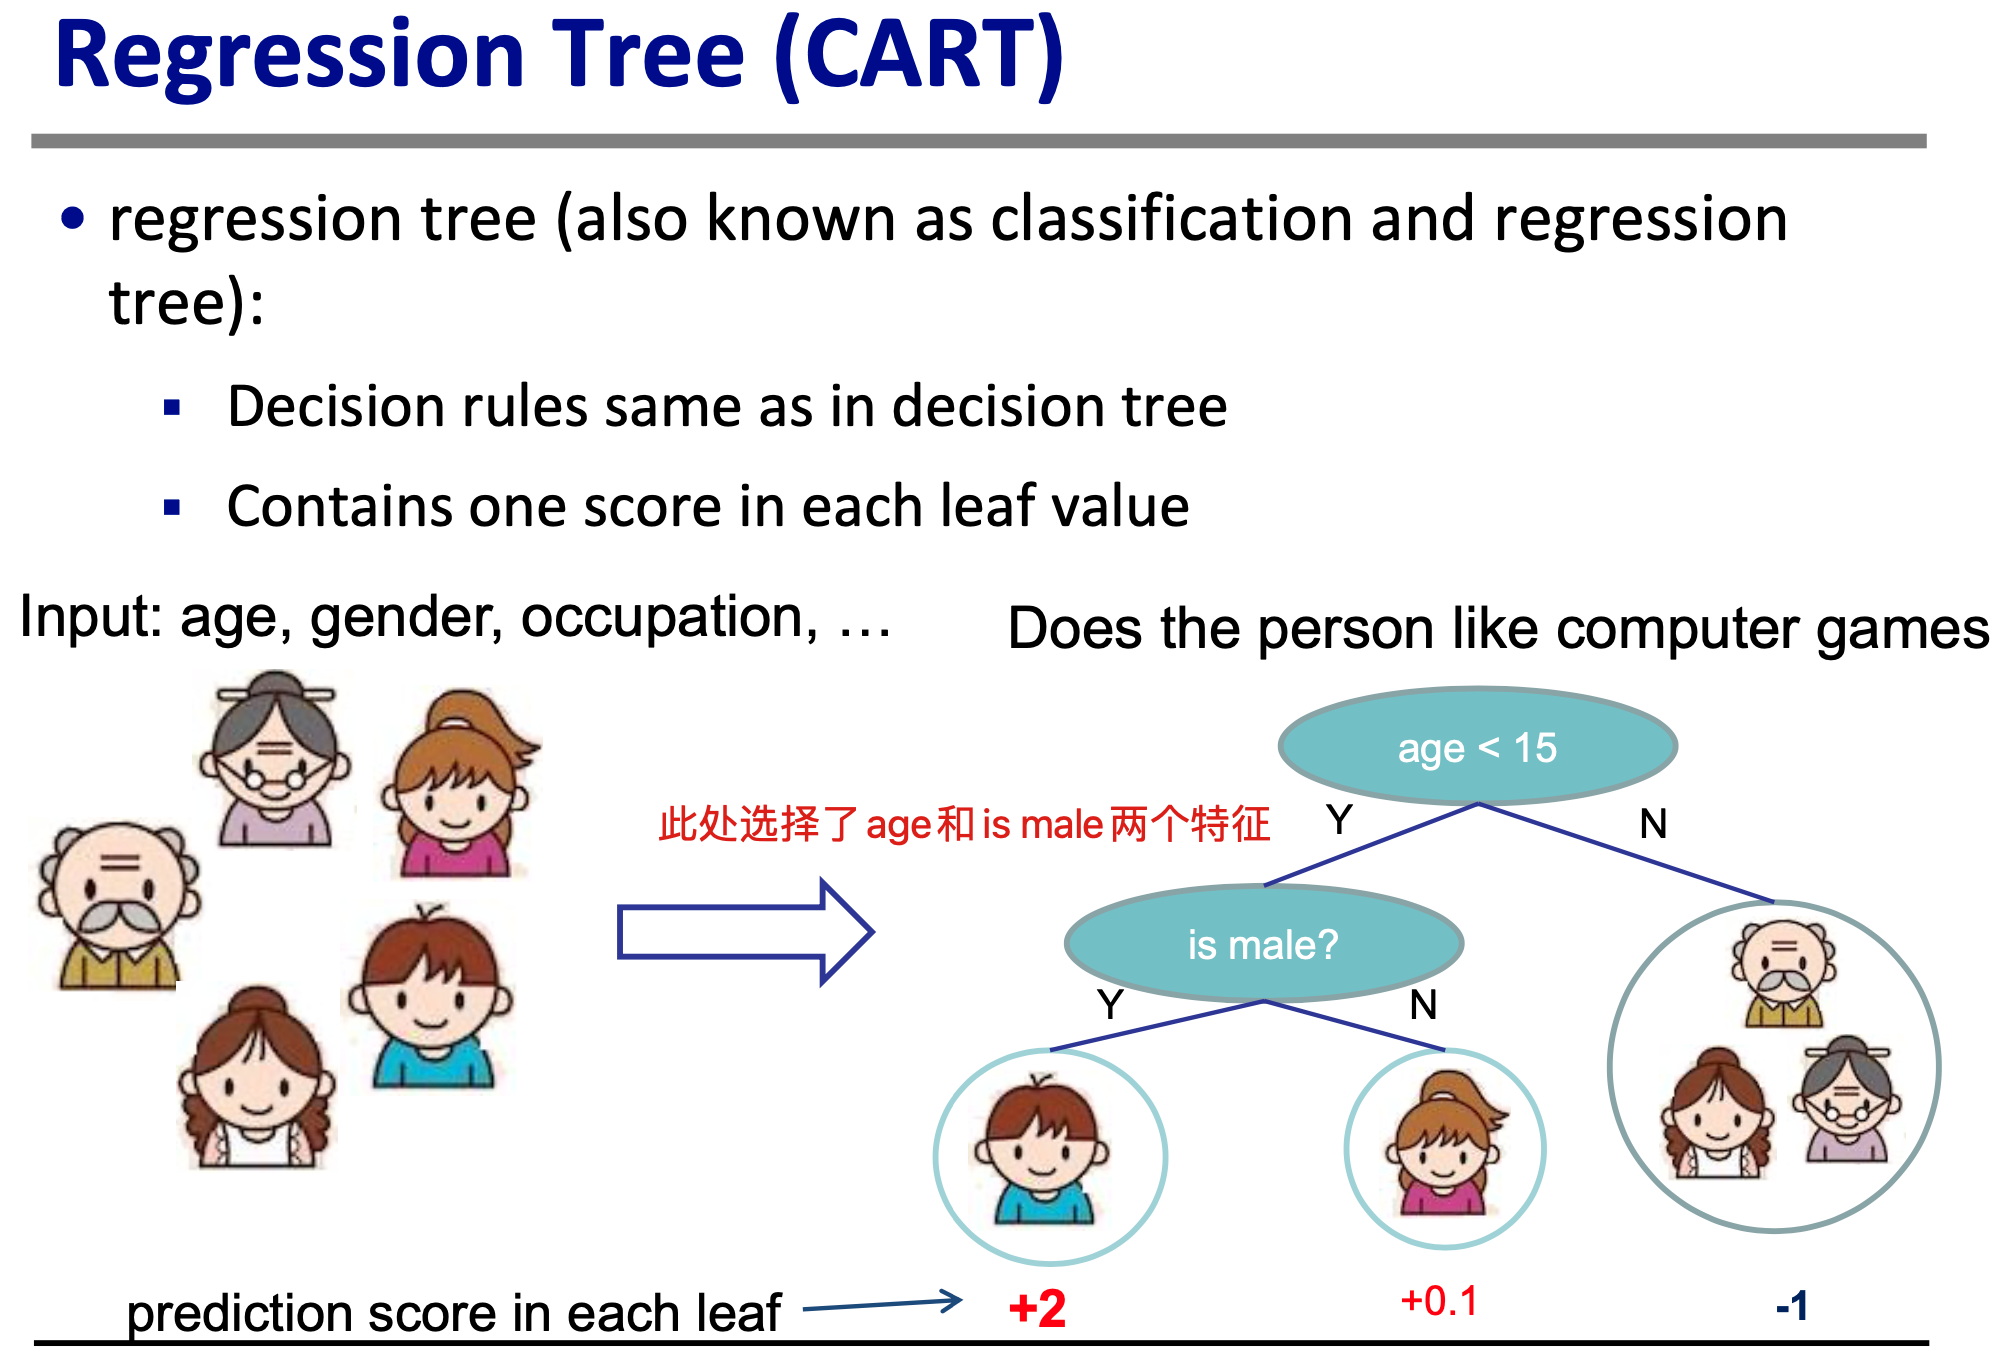 Regression Tree (CART)
• regression tree (also known as classification and regression
tree):
▪ Decision rules same as in decision tree
▪ Contains one score in each leaf value
Input: age, gender, occupation, …
Does the person like computer games
age < 15
此处选择了age和is male两个特征
Y
N
is male?
Y
N
prediction score in each leaf
+2
+0.1
-1